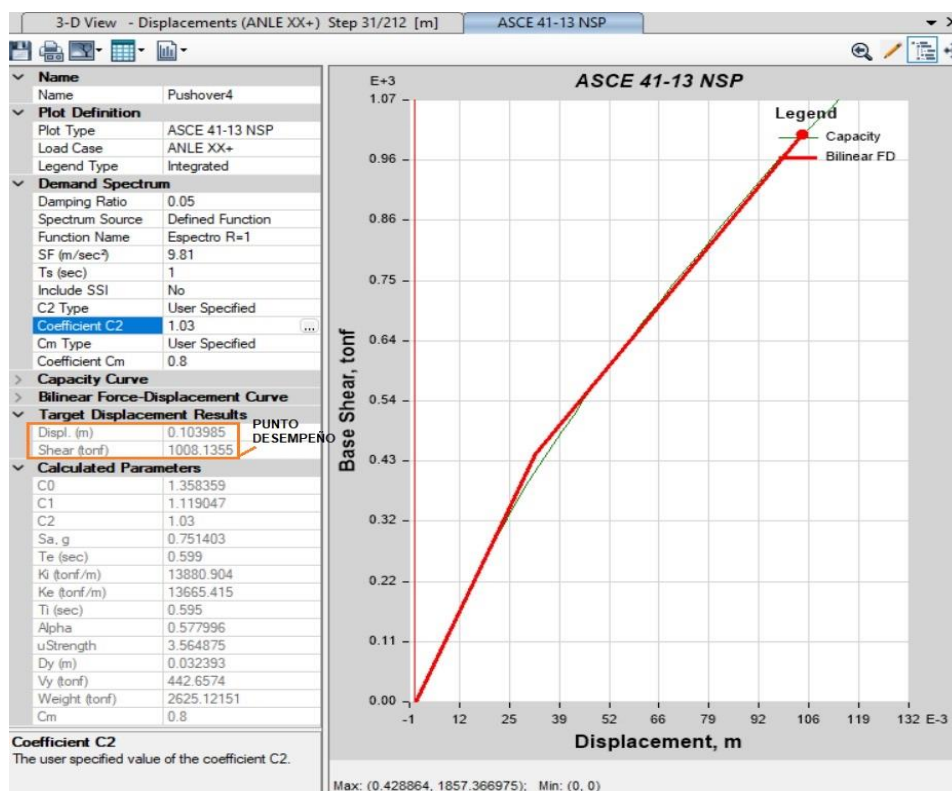 3-D View - Displacements (ANLE XX+) Step 31/212 [m]
ASCE 41-13 NSP
Name
Name Pushover4
Plot Definition
Plot Type ASCE 41-13 NSP
Load Case ANLE XX+
Legend Type Integrated
Demand Spectrum
Damping Ratio 0.05
Spectrum Source Defined Function
Function Name Espectro R=1
SF (m/sec²) 9.81
Ts (sec) 1
Include SSI No
C2 Type User Specified
Coefficient C2 1.03 ...
Cm Type User Specified
Coefficient Cm 0.8
Capacity Curve
Bilinear Force-Displacement Curve
Target Displacement Results
Displ. (m) 0.103985
Shear (tonf) 1008.1355
PUNTO
DESEMPEÑO
Calculated Parameters
C0 1.358359
C1 1.119047
C2 1.03
Sa, g 0.751403
Te (sec) 0.599
Ki (tonf/m) 13880.904
Ke (tonf/m) 13665.415
Ti (sec) 0.595
Alpha 0.577996
uStrength 3.564875
Dy (m) 0.032393
Vy (tonf) 442.6574
Weight (tonf) 2625.12151
Cm 0.8
Coefficient C2
The user specified value of the coefficient C2.
ASCE 41-13 NSP
E+3
1.07
0.96
0.86
0.75
0.64
0.54
0.43
0.32
0.22
0.11
0.00
Base Shear, tonf
Legend
Capacity
Bilinear FD
-1 12 25 39 52 66 79 92 106 119 132 E-3
Displacement, m
Max: (0.428864, 1857.366975); Min: (0, 0)